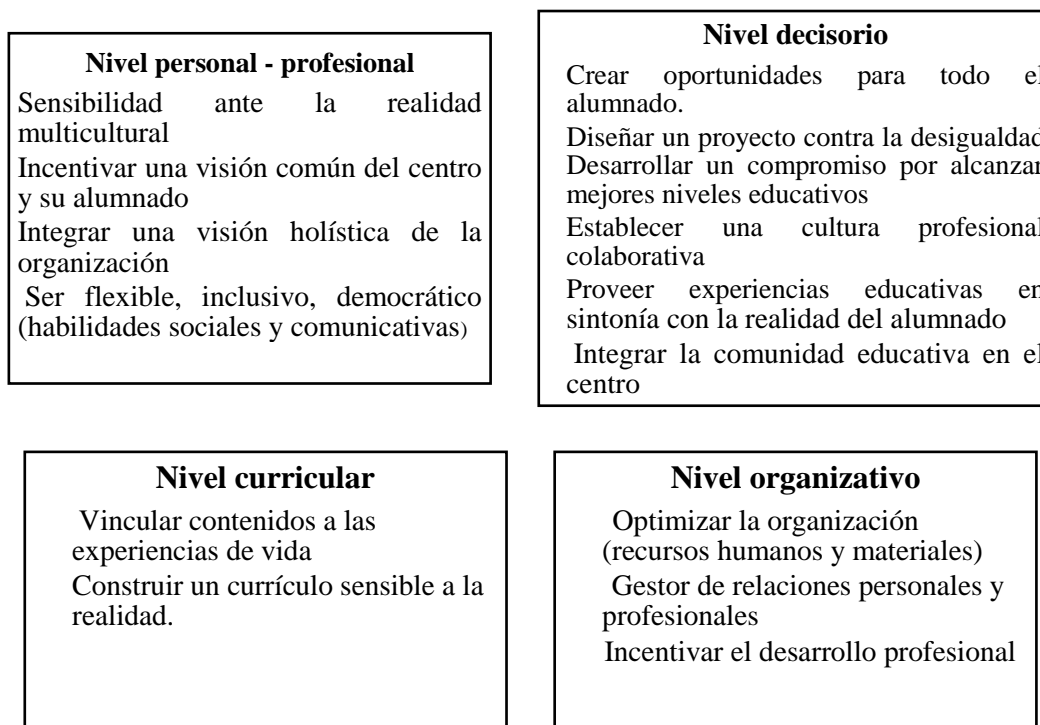 Nivel personal - profesional
Sensibilidad ante la realidad
multicultural
Incentivar una visión común del centro
y su alumnado
Integrar una visión holística de la
organización
Ser flexible, inclusivo, democrático
(habilidades sociales y comunicativas)
Nivel decisorio
Crear oportunidades para todo el
alumnado.
Diseñar un proyecto contra la desigualdad
Desarrollar un compromiso por alcanzar
mejores niveles educativos
Establecer una cultura profesional
colaborativa
Proveer experiencias educativas en
sintonía con la realidad del alumnado
Integrar la comunidad educativa en el
centro
Nivel curricular
Vincular contenidos a las
experiencias de vida
Construir un currículo sensible a la
realidad.
Nivel organizativo
Optimizar la organización
(recursos humanos y materiales)
Gestor de relaciones personales y
profesionales
Incentivar el desarrollo profesional